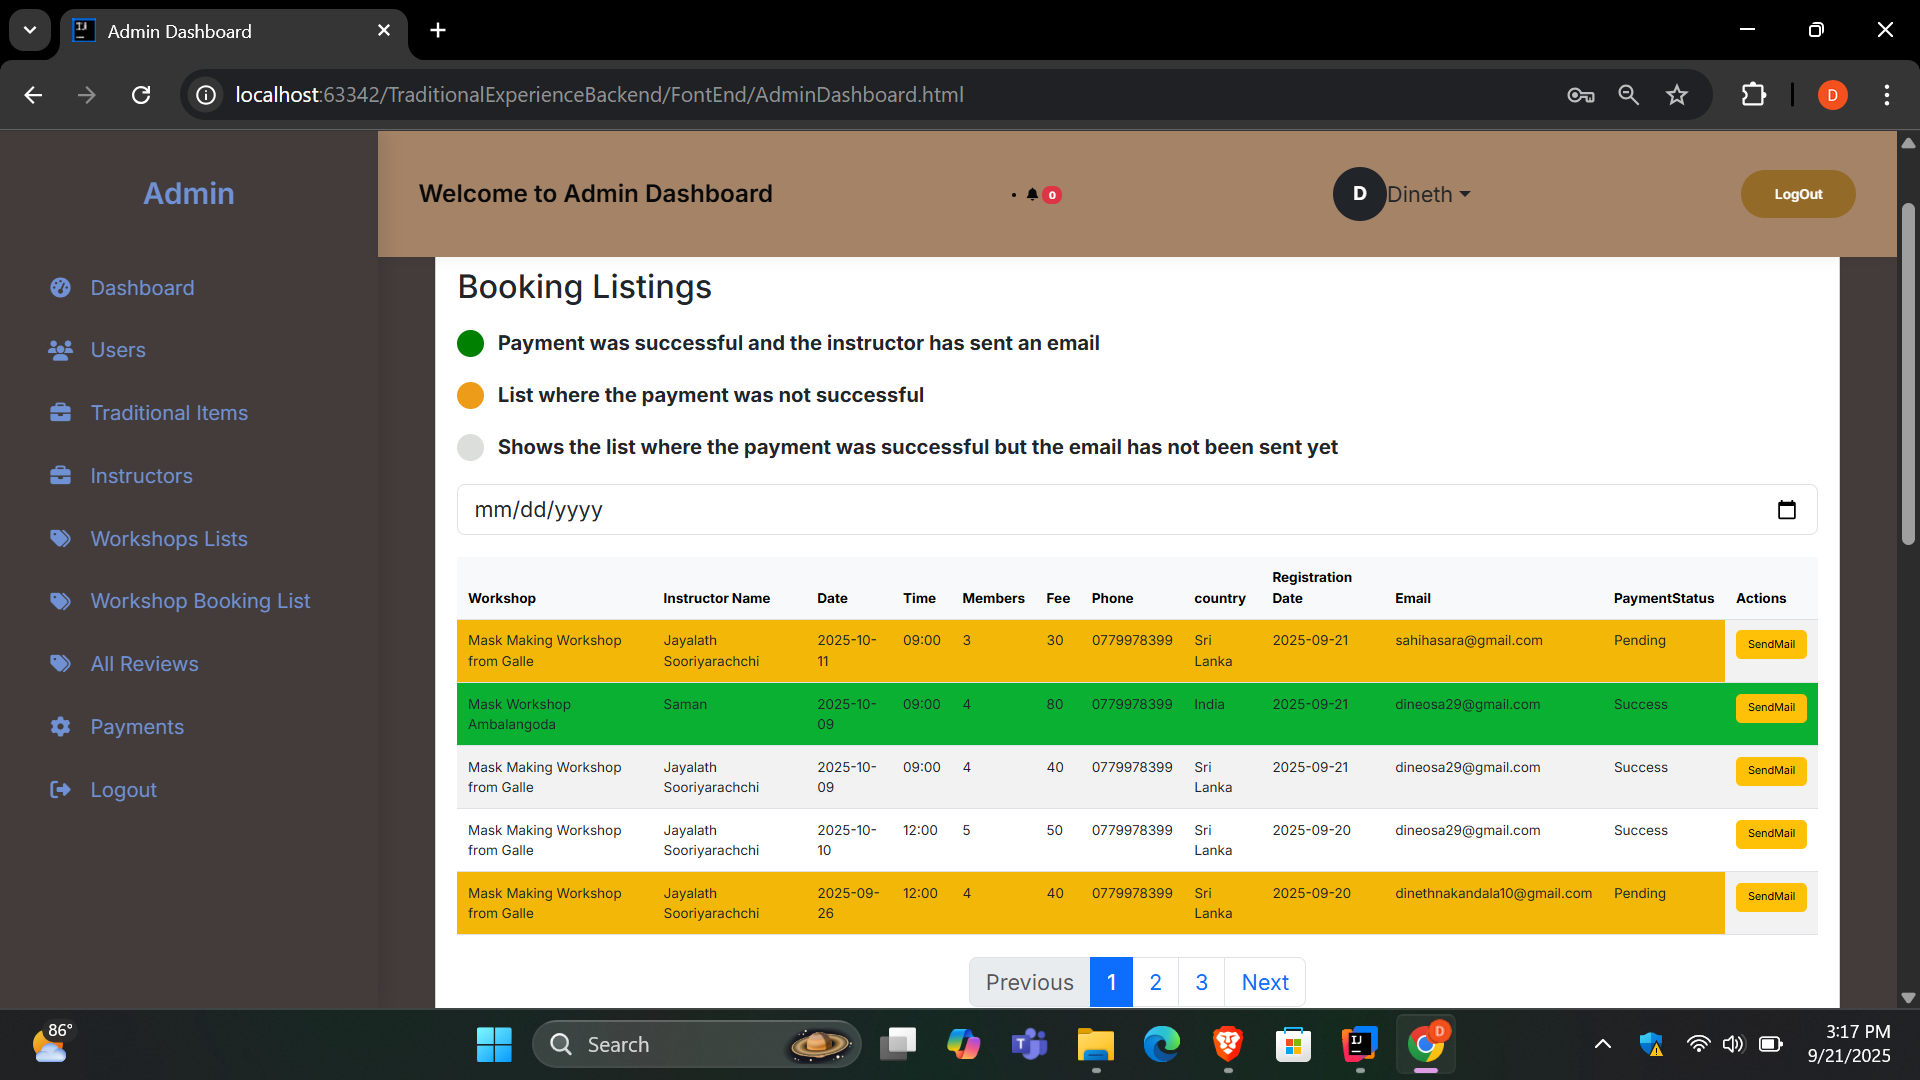 Admin Dashboard
localhost:63342/TraditionalExperienceBackend/FontEnd/AdminDashboard.html
D
Admin
Welcome to Admin Dashboard
0
D Dineth
LogOut
Dashboard
Users
Traditional Items
Instructors
Workshops Lists
Workshop Booking List
All Reviews
Payments
Logout
Booking Listings
Payment was successful and the instructor has sent an email
List where the payment was not successful
Shows the list where the payment was successful but the email has not been sent yet
mm/dd/yyyy
Workshop Instructor Name Date Time Members Fee Phone country Registration Date Email PaymentStatus Actions
Mask Making Workshop from Galle Jayalath Sooriyarachchi 2025-10-11 09:00 3 30 0779978399 Sri Lanka 2025-09-21 sahihasara@gmail.com Pending SendMail
Mask Workshop Ambalangoda Saman 2025-10-09 09:00 4 80 0779978399 India 2025-09-21 dineosa29@gmail.com Success SendMail
Mask Making Workshop from Galle Jayalath Sooriyarachchi 2025-10-09 09:00 4 40 0779978399 Sri Lanka 2025-09-21 dineosa29@gmail.com Success SendMail
Mask Making Workshop from Galle Jayalath Sooriyarachchi 2025-10-10 12:00 5 50 0779978399 Sri Lanka 2025-09-20 dineosa29@gmail.com Success SendMail
Mask Making Workshop from Galle Jayalath Sooriyarachchi 2025-09-26 12:00 4 40 0779978399 Sri Lanka 2025-09-20 dinethnakandala10@gmail.com Pending SendMail
Previous 1 2 3 Next
86°
Search
D
3:17 PM
9/21/2025